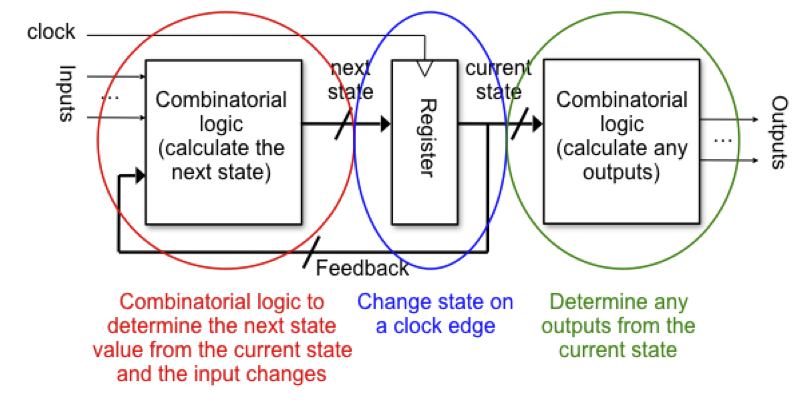 clock
Inputs
...
Combinatorial
logic
(calculate the
next state)
next
state
Register
current
state
Combinatorial
logic
(calculate any
outputs)
...
Outputs
Feedback
Combinatorial logic to
determine the next state
value from the current state
and the input changes
Change state on
a clock edge
Determine any
outputs from the
current state